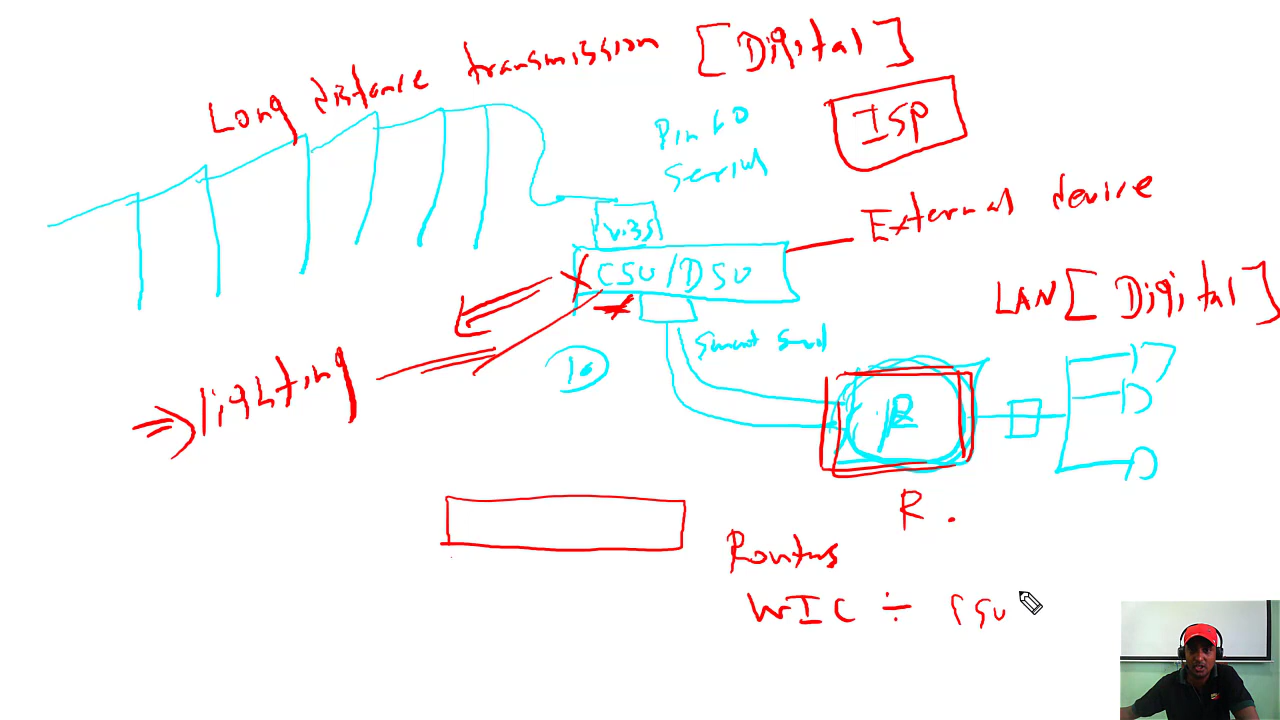 Long distance transmission [Digital]
ISP
Pin 60
Serial
External device
V.35
CSU/DSU
LAN [Digital]
Smart Serial
=> lighting
R
R.
Routers
WIC ÷ CSU